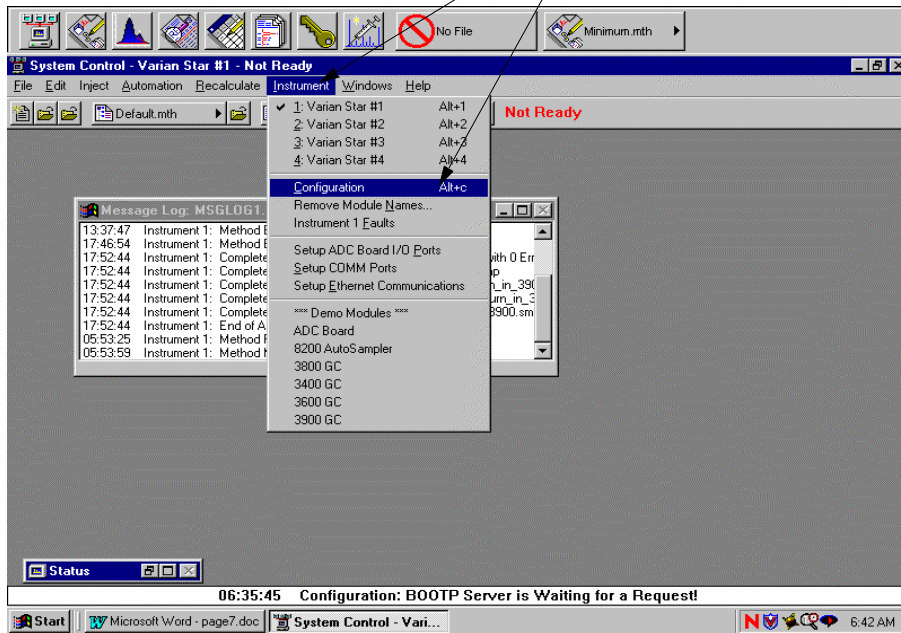 No File
Minimum.mth
System Control - Varian Star #1 - Not Ready
File Edit Inject Automation Recalculate Instrument Windows Help
Default.mth
Not Ready
1: Varian Star #1 Alt+1
2: Varian Star #2 Alt+2
3: Varian Star #3 Alt+3
4: Varian Star #4 Alt+4
Configuration Alt+c
Remove Module Names...
Instrument 1 Faults
Setup ADC Board I/O Ports
Setup COMM Ports
Setup Ethernet Communications
*** Demo Modules ***
ADC Board
8200 AutoSampler
3800 GC
3400 GC
3600 GC
3900 GC
Message Log: MSGLOG1.
13:37:47 Instrument 1: Method
17:46:54 Instrument 1: Method
17:52:44 Instrument 1: Complete with 0 Err
17:52:44 Instrument 1: Complete
17:52:44 Instrument 1: Complete n_in_390
17:52:44 Instrument 1: Complete urn_in_3
17:52:44 Instrument 1: Complete 3900.sm
17:52:44 Instrument 1: End of A
05:53:25 Instrument 1: Method
05:53:59 Instrument 1: Method
Status
06:35:45 Configuration: BOOTP Server is Waiting for a Request!
Start
Microsoft Word - page7.doc
System Control - Vari...
6:42 AM